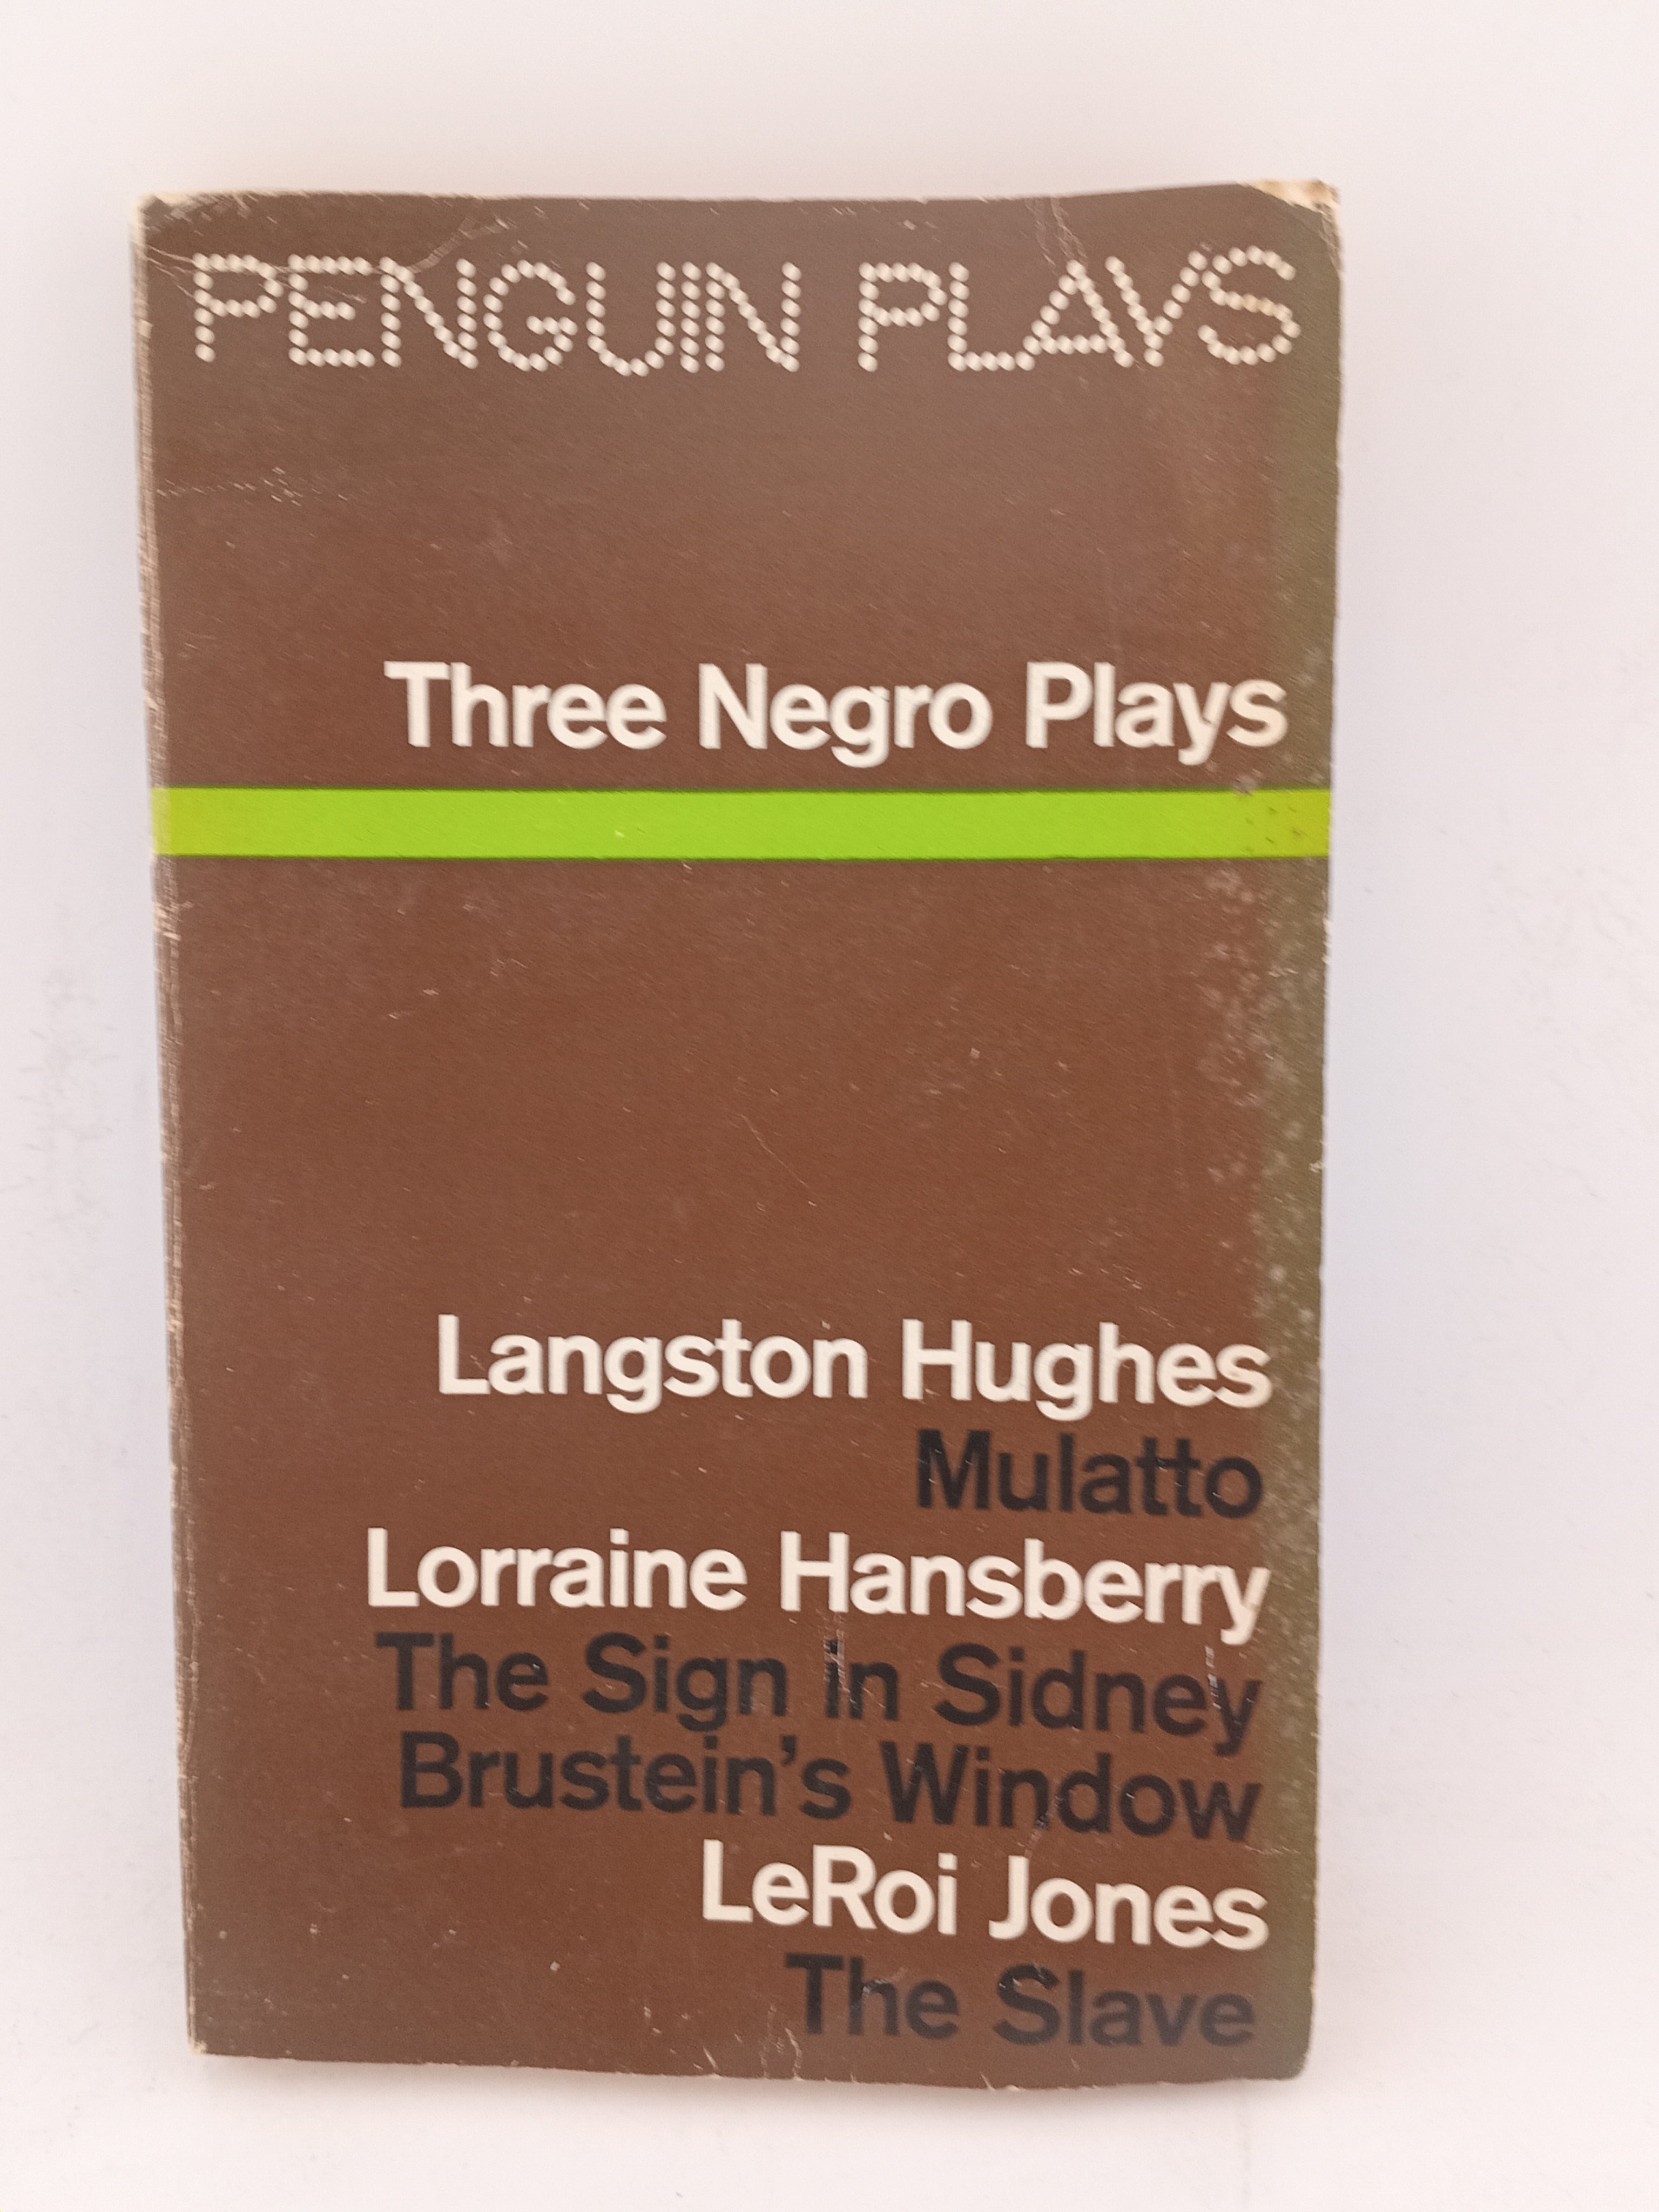 PENGUIN PLAYS
Three Negro Plays
Langston Hughes
Mulatto
Lorraine Hansberry
The Sign In Sidney
Brustein's Window
LeRoi Jones
The Slave